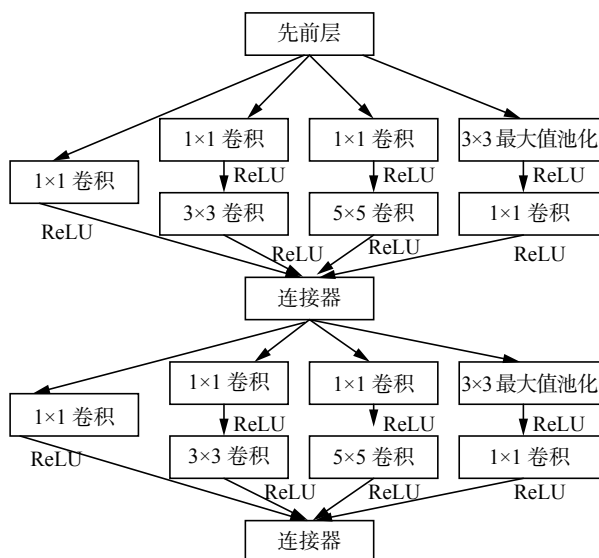 先前层
1×1 卷积
1×1 卷积
3×3 最大值池化
1×1 卷积
ReLU
ReLU
ReLU
3×3 卷积
5×5 卷积
1×1 卷积
ReLU
ReLU
ReLU
ReLU
连接器
1×1 卷积
1×1 卷积
3×3 最大值池化
1×1 卷积
ReLU
ReLU
ReLU
3×3 卷积
5×5 卷积
1×1 卷积
ReLU
ReLU
ReLU
ReLU
连接器